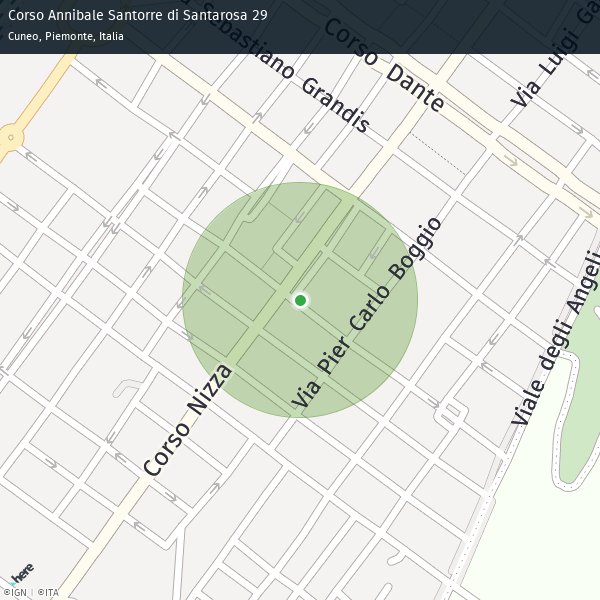 Corso Annibale Santorre di Santarosa 29
Cuneo, Piemonte, Italia
Sebastiano Grandis
Corso Dante
Via Luigi
Via Pier Carlo Boggio
Viale degli Angeli
Corso Nizza
here
©IGN | ©ITA